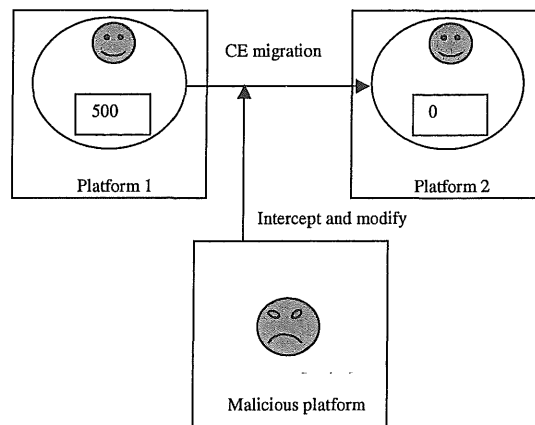 CE migration
500
0
Platform 1
Platform 2
Intercept and modify
Malicious platform